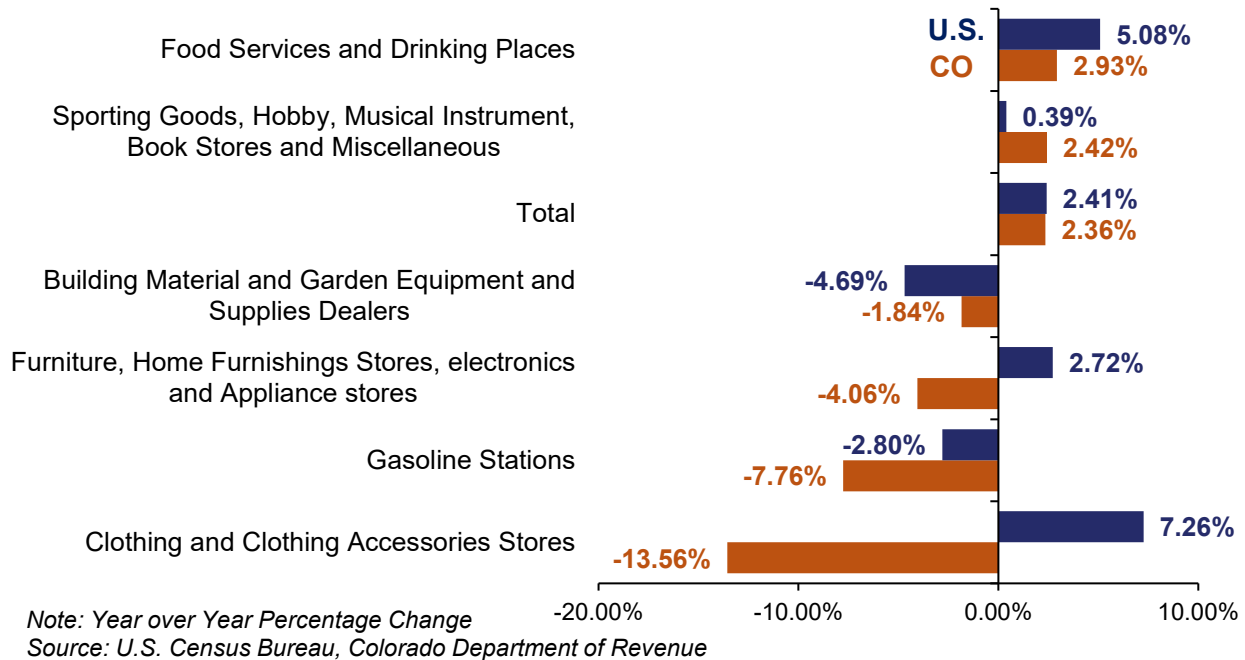 U.S.
CO
Food Services and Drinking Places
5.08%
2.93%
Sporting Goods, Hobby, Musical Instrument,
Book Stores and Miscellaneous
0.39%
2.42%
Total
2.41%
2.36%
Building Material and Garden Equipment and
Supplies Dealers
-4.69%
-1.84%
Furniture, Home Furnishings Stores, electronics
and Appliance stores
2.72%
-4.06%
Gasoline Stations
-2.80%
-7.76%
Clothing and Clothing Accessories Stores
7.26%
-13.56%
-20.00% -10.00% 0.00% 10.00%
Note: Year over Year Percentage Change
Source: U.S. Census Bureau, Colorado Department of Revenue